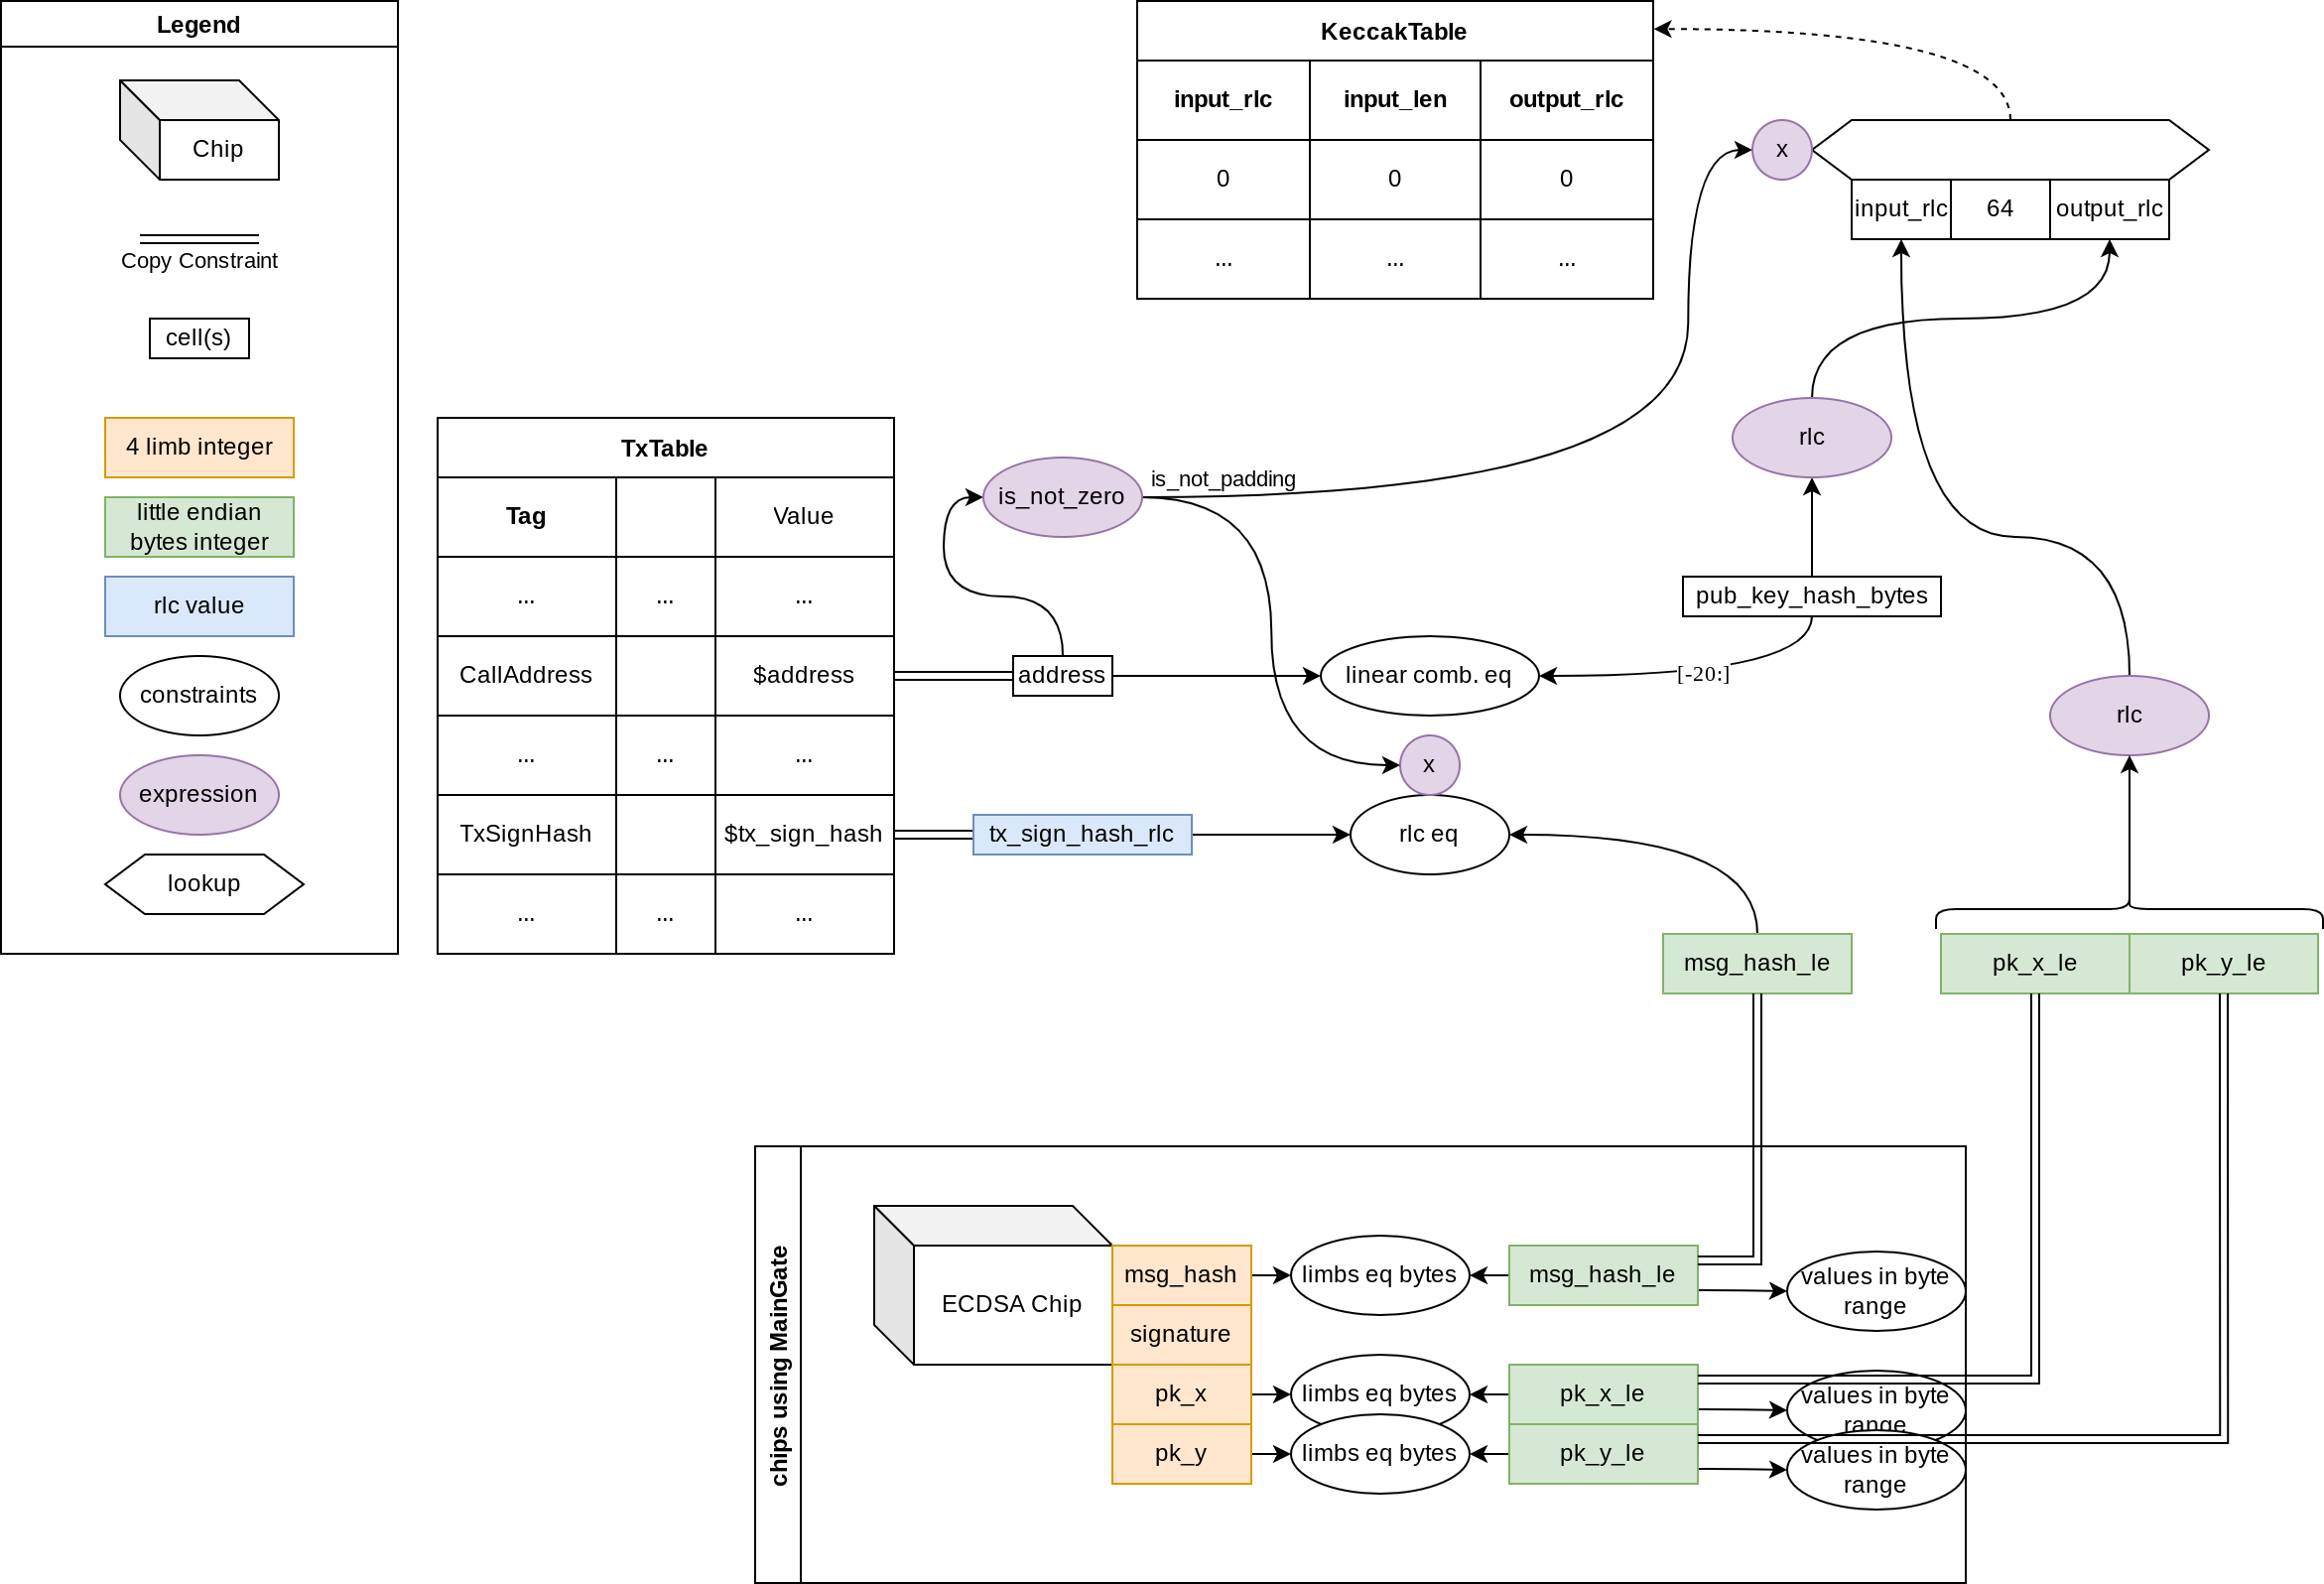 Legend
Chip
Copy Constraint
cell(s)
4 limb integer
little endian
bytes integer
rlc value
constraints
expression
lookup
KeccakTable
input_rlc input_len output_rlc
0 0 0
... ... ...
x
input_rlc 64 output_rlc
TxTable
Tag Value
... ... ...
CallAddress $address
... ... ...
TxSignHash $tx_sign_hash
... ... ...
is_not_zero
is_not_padding
rlc
pub_key_hash_bytes
address
linear comb. eq
[-20:]
rlc
x
tx_sign_hash_rlc
rlc eq
msg_hash_le
pk_x_le pk_y_le
chips using MainGate
ECDSA Chip
msg_hash
signature
pk_x
pk_y
limbs eq bytes
limbs eq bytes
limbs eq bytes
msg_hash_le
pk_x_le
pk_y_le
values in byte
range
values in byte
range
values in byte
range